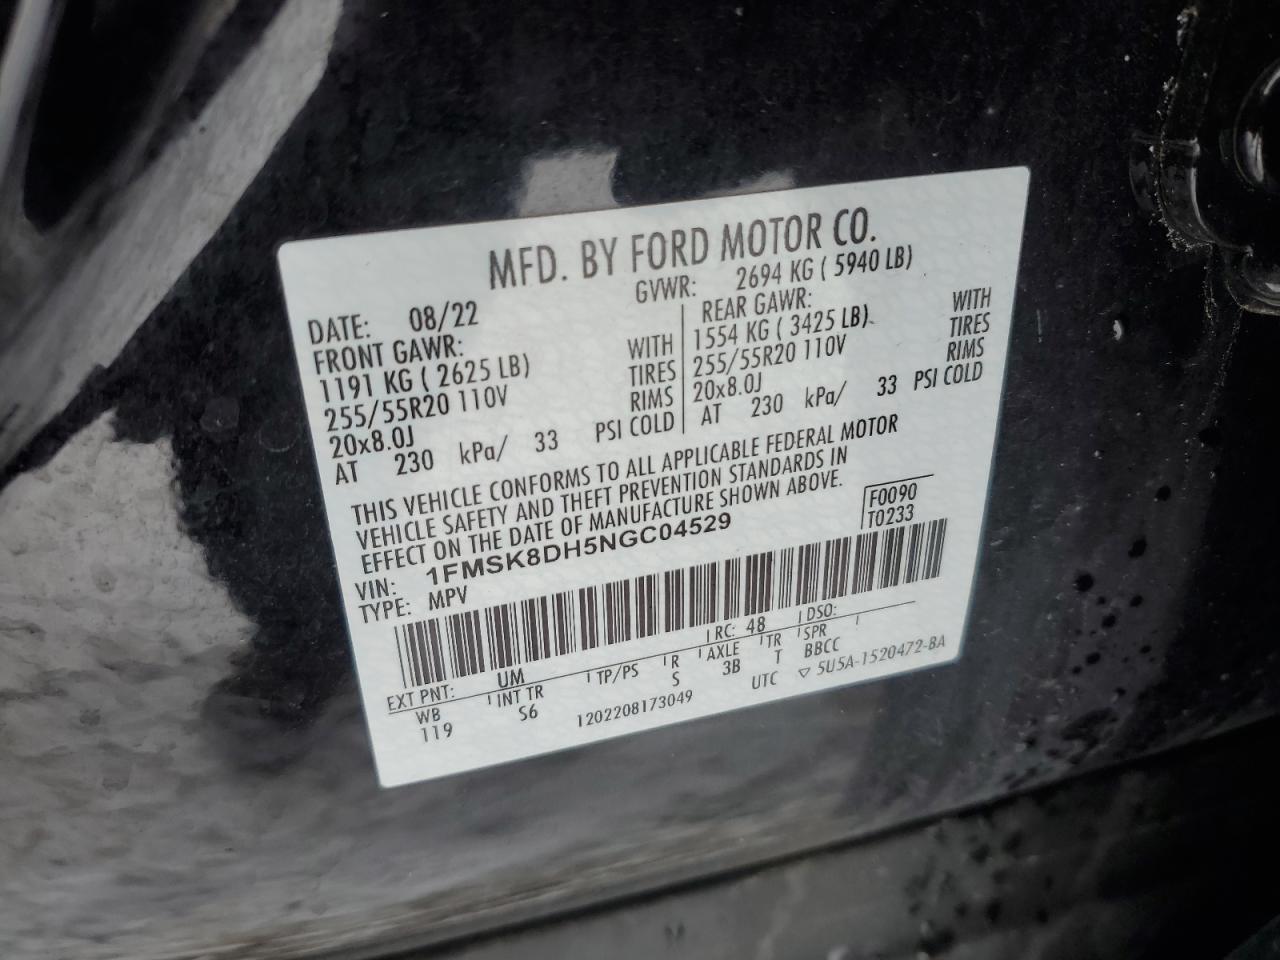 MFD. BY FORD MOTOR CO.
DATE: 08/22 GVWR: 2694 KG ( 5940 LB)
FRONT GAWR: REAR GAWR:
1191 KG ( 2625 LB) WITH 1554 KG ( 3425 LB) WITH
255/55R20 110V TIRES 255/55R20 110V TIRES
20x8.0J RIMS 20x8.0J RIMS
AT 230 kPa/ 33 PSI COLD AT 230 kPa/ 33 PSI COLD
THIS VEHICLE CONFORMS TO ALL APPLICABLE FEDERAL MOTOR
VEHICLE SAFETY AND THEFT PREVENTION STANDARDS IN
EFFECT ON THE DATE OF MANUFACTURE SHOWN ABOVE.
VIN: 1FMSK8DH5NGC04529 F0090
TYPE: MPV T0233
EXT PNT: UM RC: 48 DSO:
WB INT TR TP/PS R AXLE TR SPR
119 S6 S 3B T BBCC
1202208173049 UTC ▽ 5U5A-1520472-BA